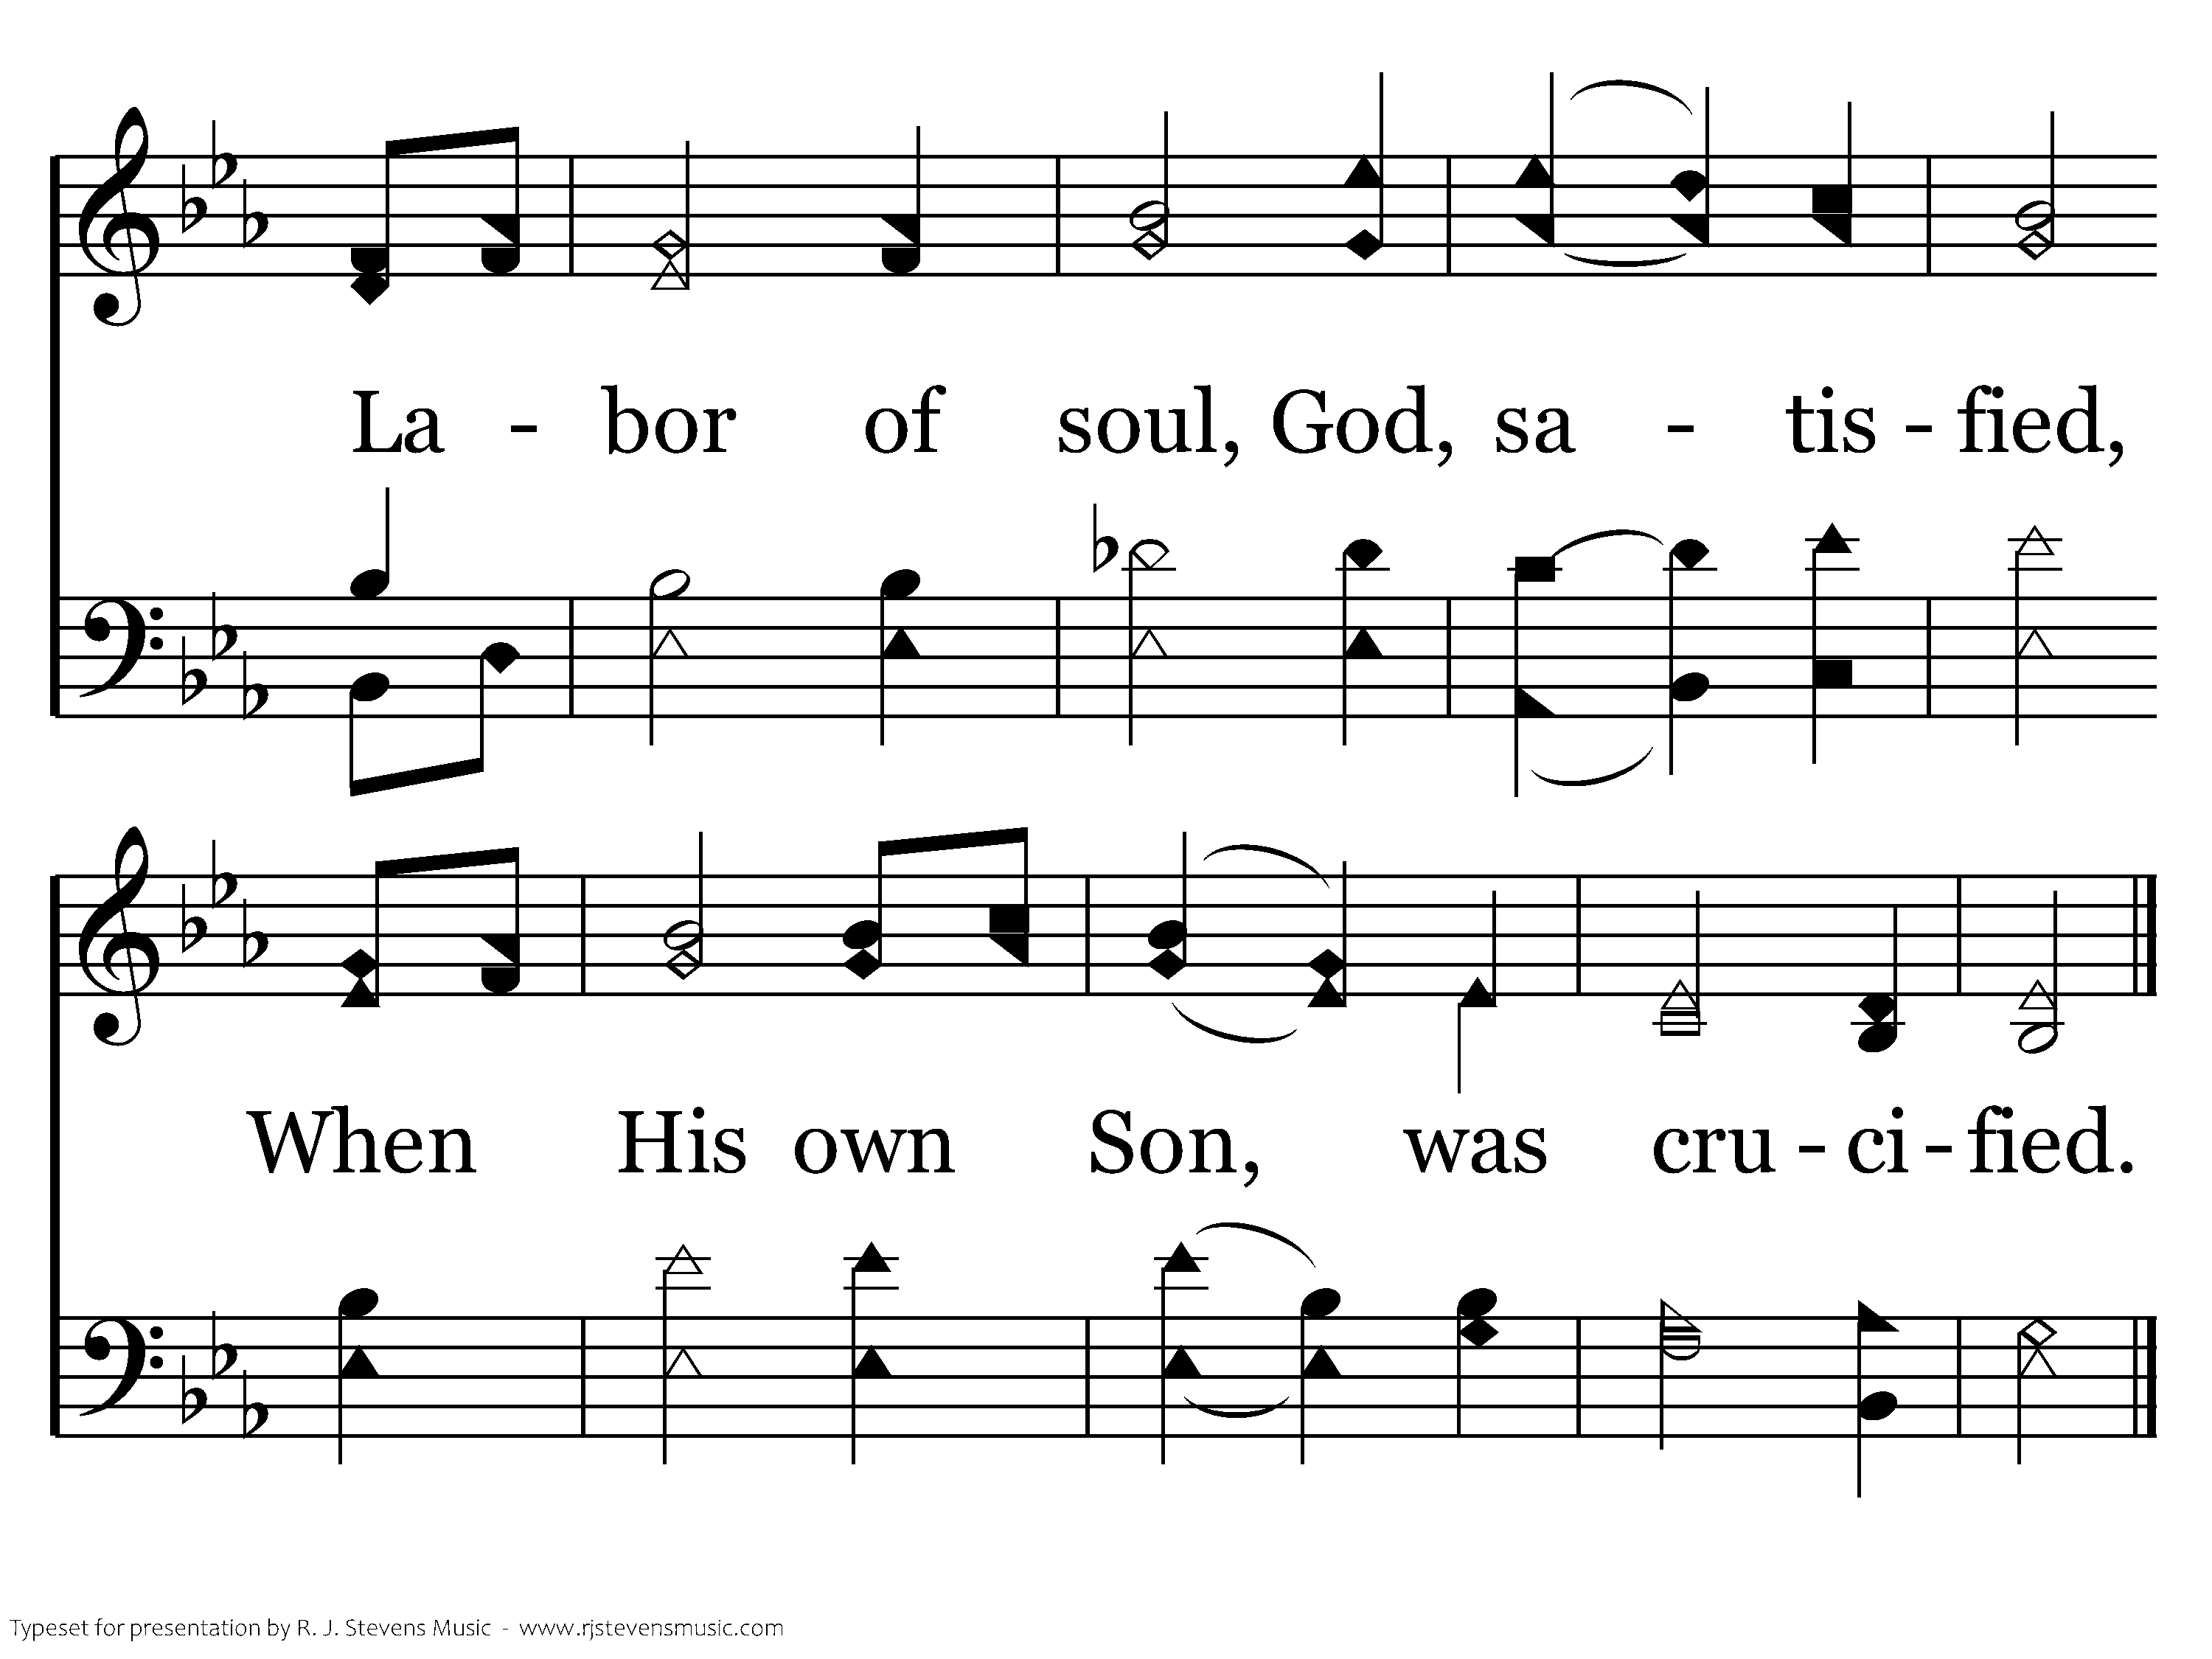 La - bor of soul, God, sa - tis - fied,
When His own Son, was cru - ci - fied.
Typeset for presentation by R. J. Stevens Music - www.rjstevensmusic.com